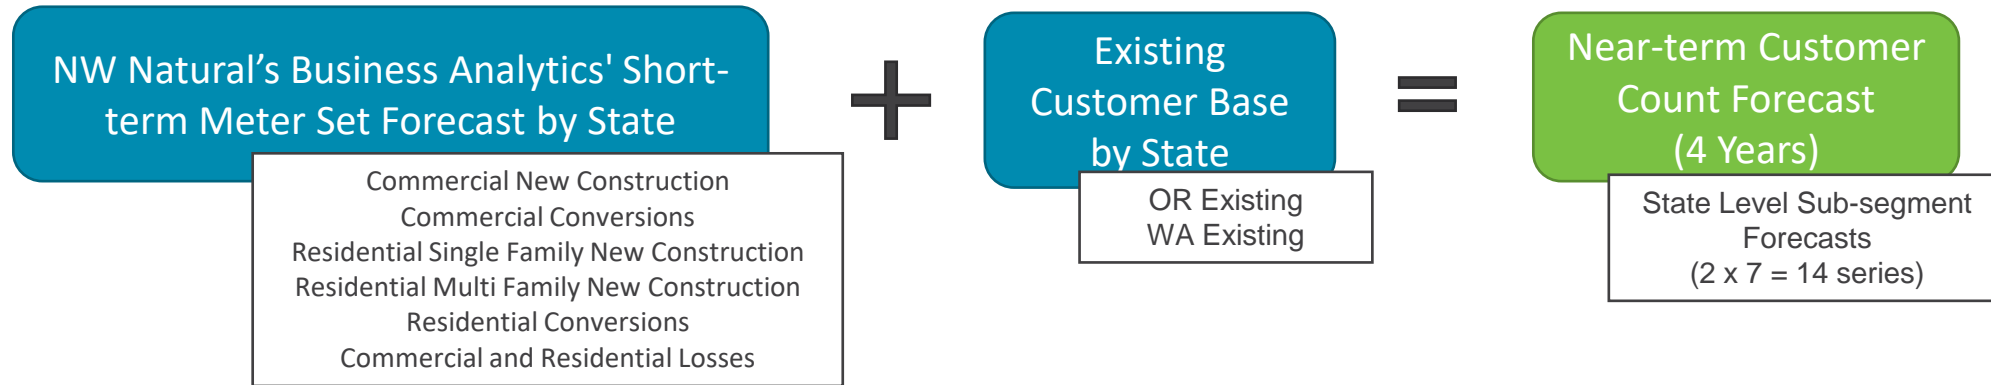 NW Natural’s Business Analytics' Short-
term Meter Set Forecast by State
Commercial New Construction
Commercial Conversions
Residential Single Family New Construction
Residential Multi Family New Construction
Residential Conversions
Commercial and Residential Losses
+
Existing
Customer Base
by State
OR Existing
WA Existing
=
Near-term Customer
Count Forecast
(4 Years)
State Level Sub-segment
Forecasts
(2 x 7 = 14 series)